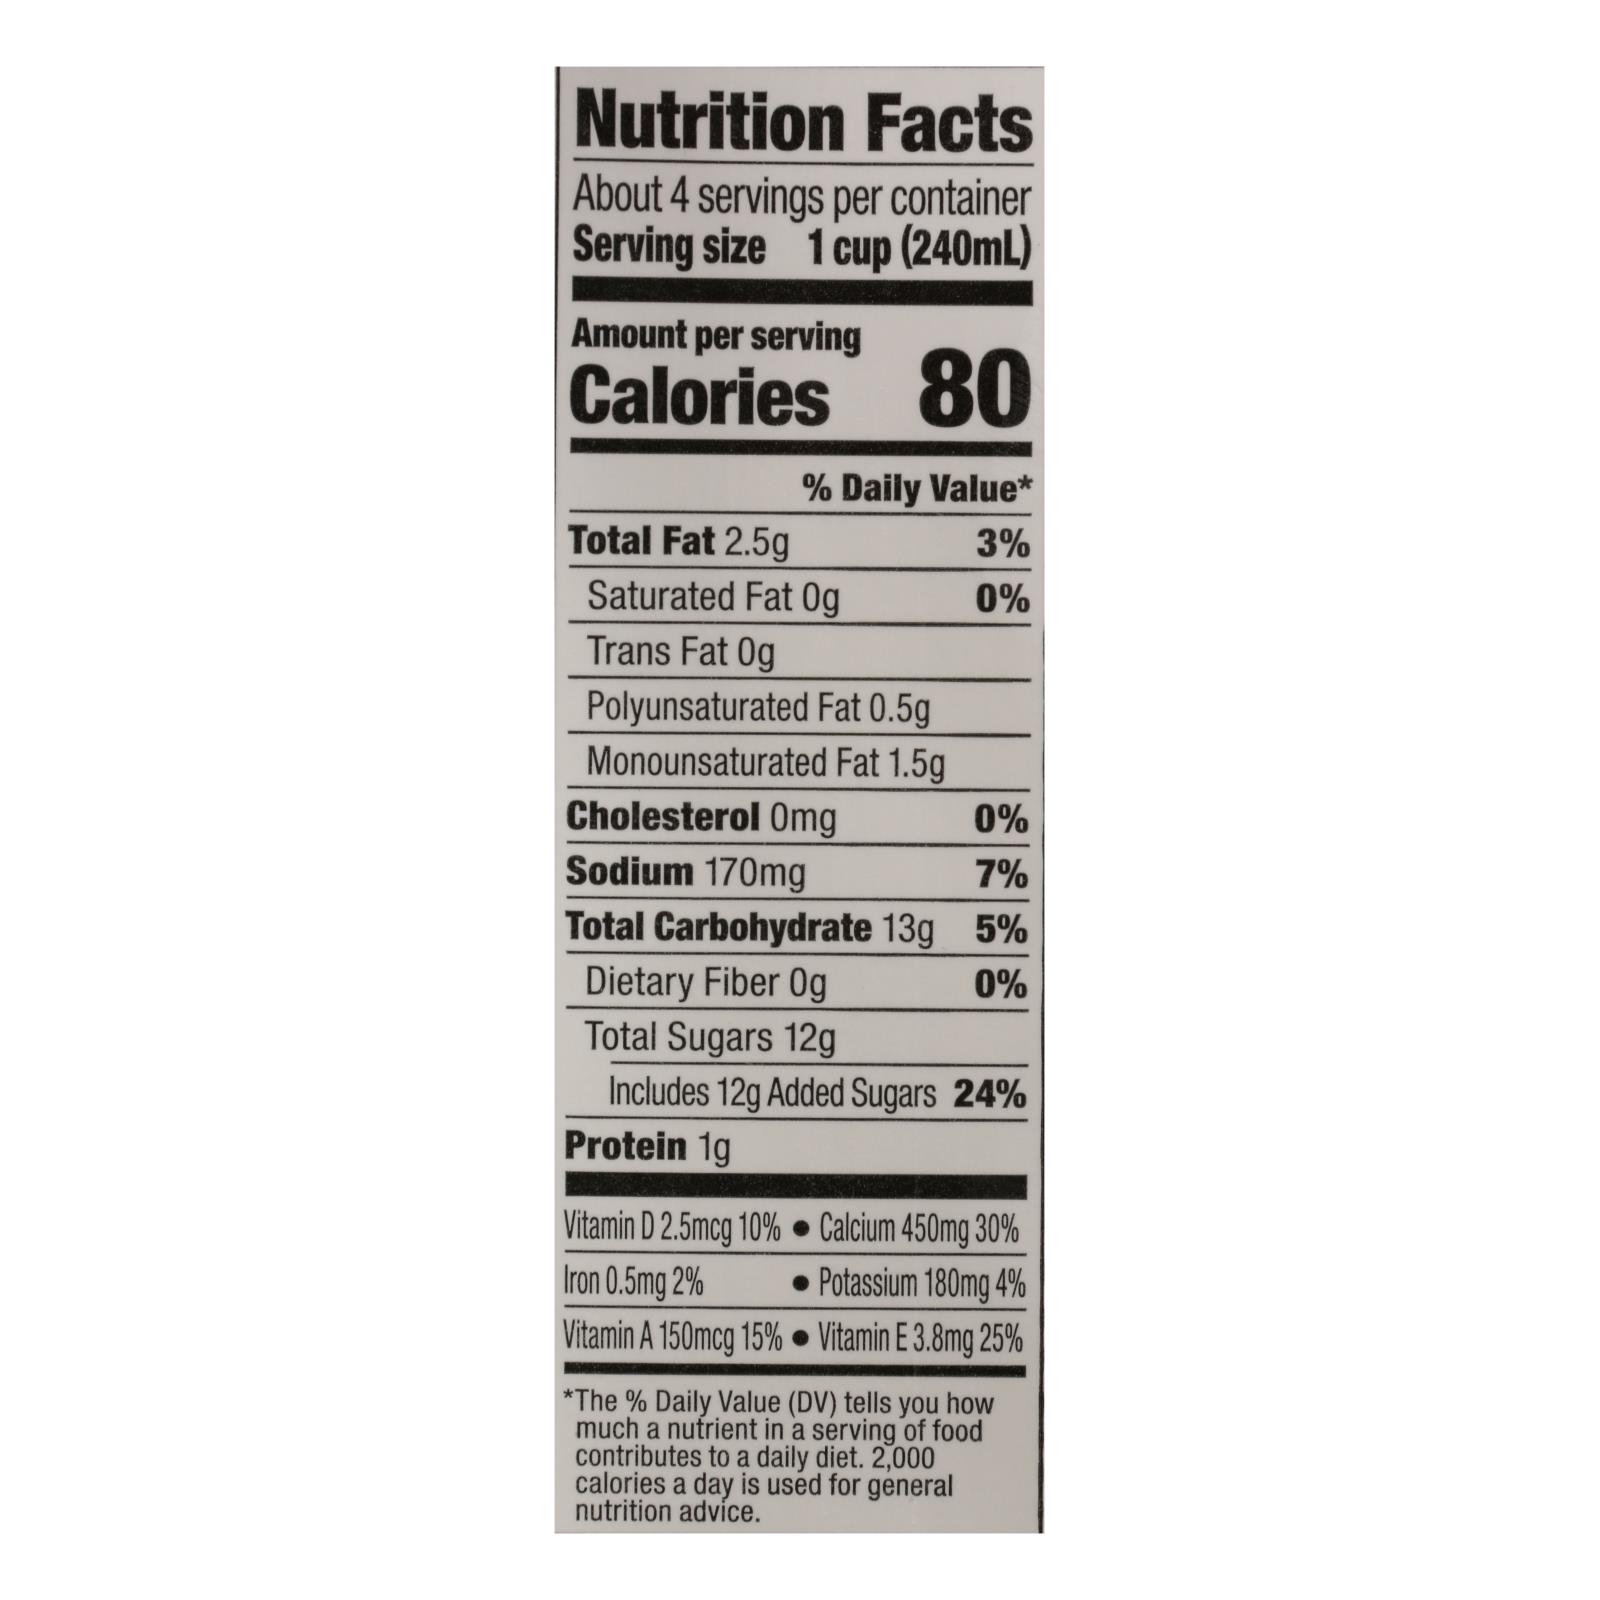 Nutrition Facts
About 4 servings per container
Serving size 1 cup (240mL)
Amount per serving
Calories 80
% Daily Value*
Total Fat 2.5g 3%
Saturated Fat 0g 0%
Trans Fat 0g
Polyunsaturated Fat 0.5g
Monounsaturated Fat 1.5g
Cholesterol 0mg 0%
Sodium 170mg 7%
Total Carbohydrate 13g 5%
Dietary Fiber 0g 0%
Total Sugars 12g
Includes 12g Added Sugars 24%
Protein 1g
Vitamin D 2.5mcg 10% • Calcium 450mg 30%
Iron 0.5mg 2% • Potassium 180mg 4%
Vitamin A 150mcg 15% • Vitamin E 3.8mg 25%
*The % Daily Value (DV) tells you how
much a nutrient in a serving of food
contributes to a daily diet. 2,000
calories a day is used for general
nutrition advice.